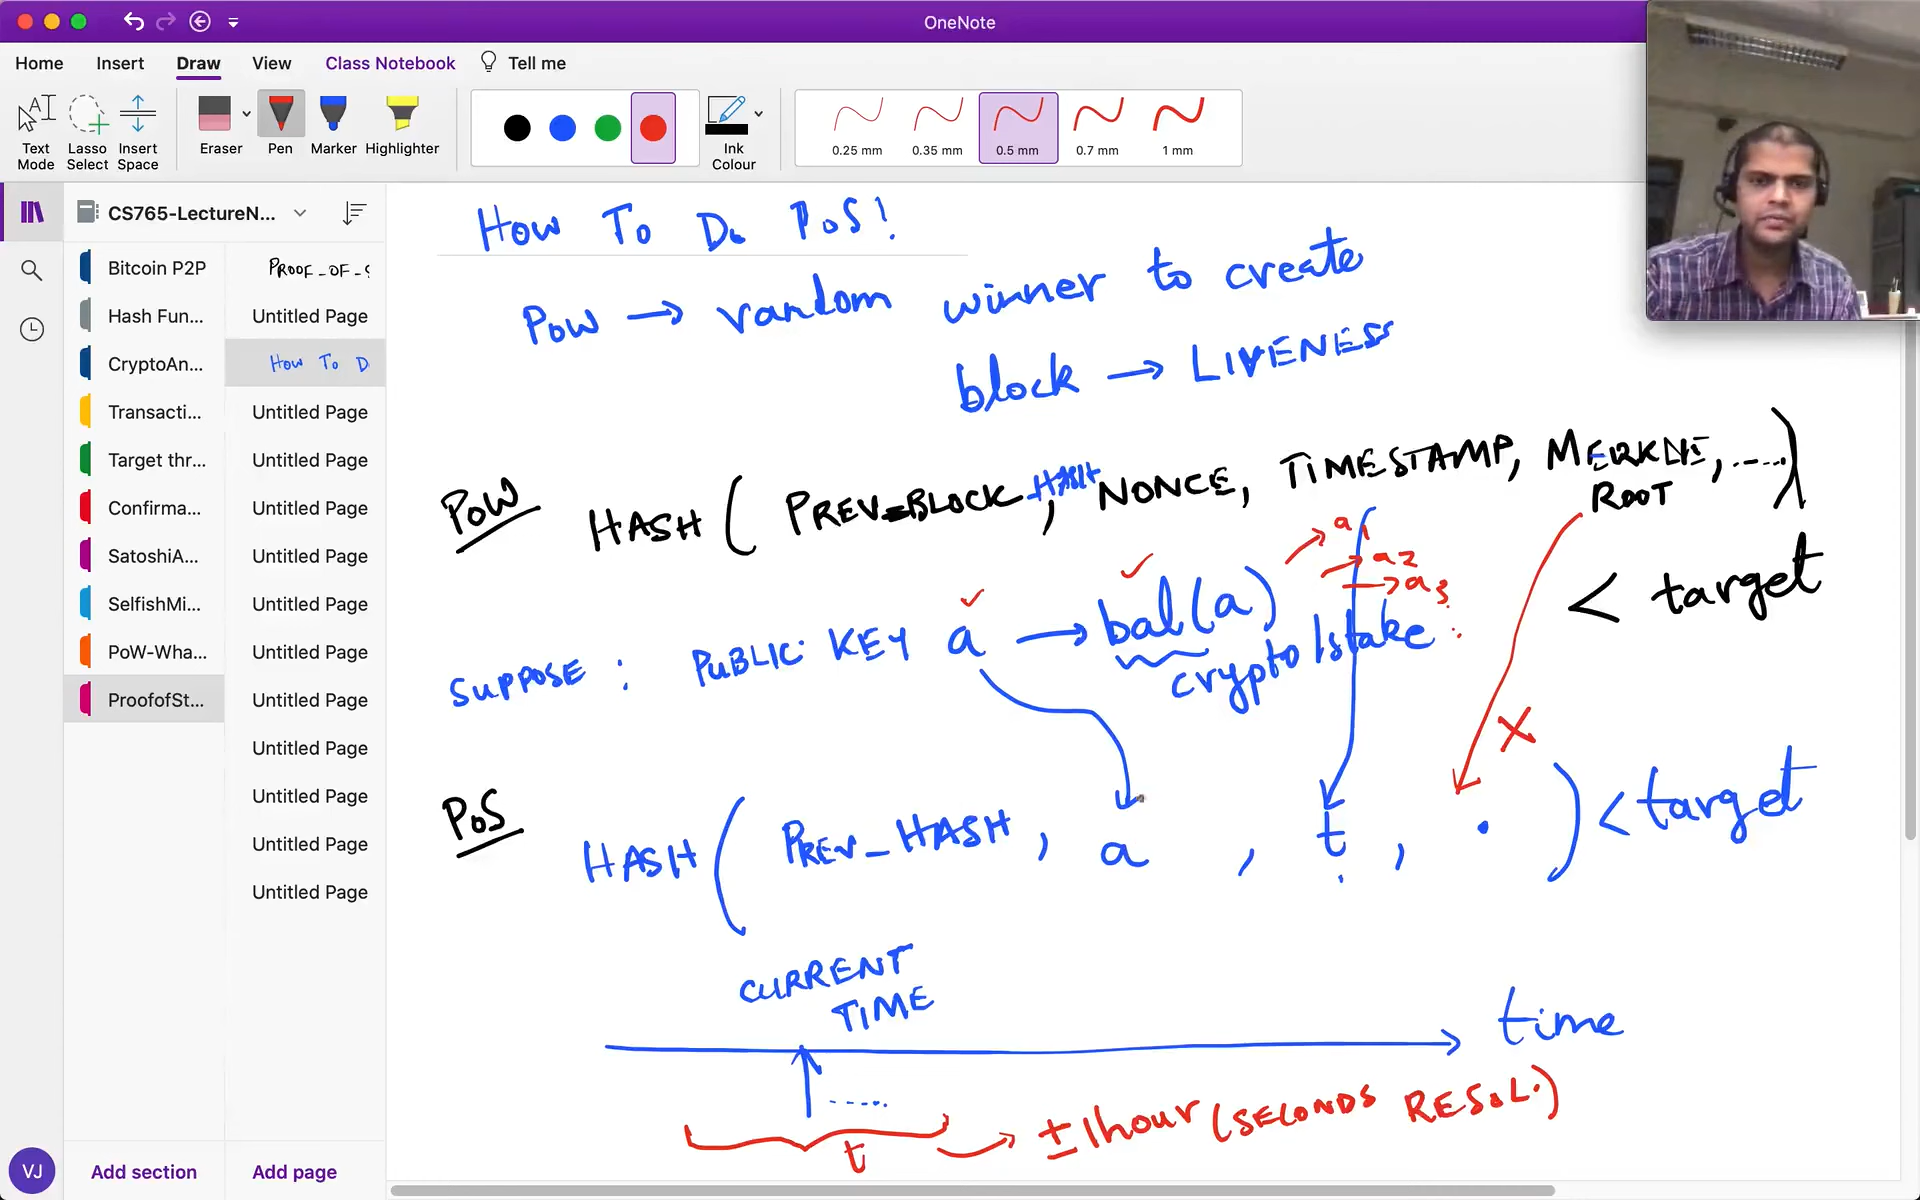 OneNote
Home Insert Draw View Class Notebook Tell me
Text Mode
Lasso Select
Insert Space
Eraser
Pen
Marker
Highlighter
Ink Colour
0.25 mm
0.35 mm
0.5 mm
0.7 mm
1 mm
CS765-LectureN...
Bitcoin P2P
Hash Fun...
CryptoAn...
Transacti...
Target thr...
Confirma...
SatoshiA...
SelfishMi...
PoW-Wha...
ProofofSt...
PROOF_OF_S
Untitled Page
How To D
Untitled Page
Untitled Page
Untitled Page
Untitled Page
Untitled Page
Untitled Page
Untitled Page
Untitled Page
Untitled Page
Untitled Page
Untitled Page
VJ
Add section
Add page
How To Do PoS!
PoW → random winner to create
block → LIVENESS
PoW HASH ( PREV_BLOCK HASH, NONCE, TIMESTAMP, MERKLE ROOT, .....)
< target
a1
a2
a3
SUPPOSE : PUBLIC KEY a → bal(a)
crypto/stake
X
PoS HASH ( PREV_HASH, a , t , . ) < target
CURRENT TIME
time
.....
t → ±1hour (SECONDS RESOL.)